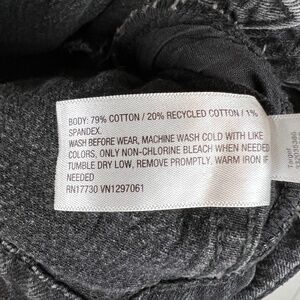 BODY: 79% COTTON / 20% RECYCLED COTTON / 1%
SPANDEX.
WASH BEFORE WEAR, MACHINE WASH COLD WITH LIKE
COLORS, ONLY NON-CHLORINE BLEACH WHEN NEEDED
TUMBLE DRY LOW, REMOVE PROMPTLY, WARM IRON IF
NEEDED
RN17730 VN1297061
Target